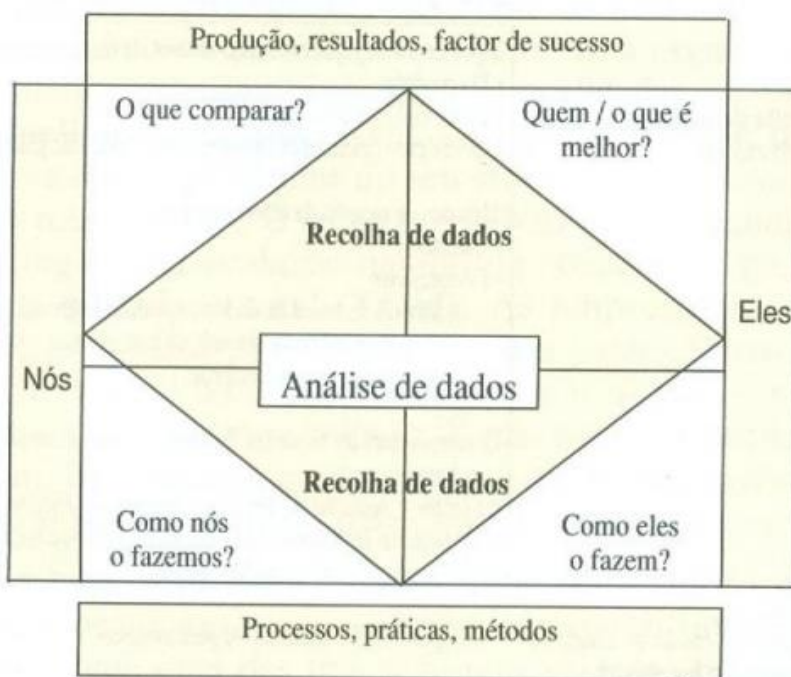 Produção, resultados, factor de sucesso
O que comparar?
Quem / o que é
melhor?
Recolha de dados
Eles
Análise de dados
Nós
Recolha de dados
Como nós
o fazemos?
Como eles
o fazem?
Processos, práticas, métodos